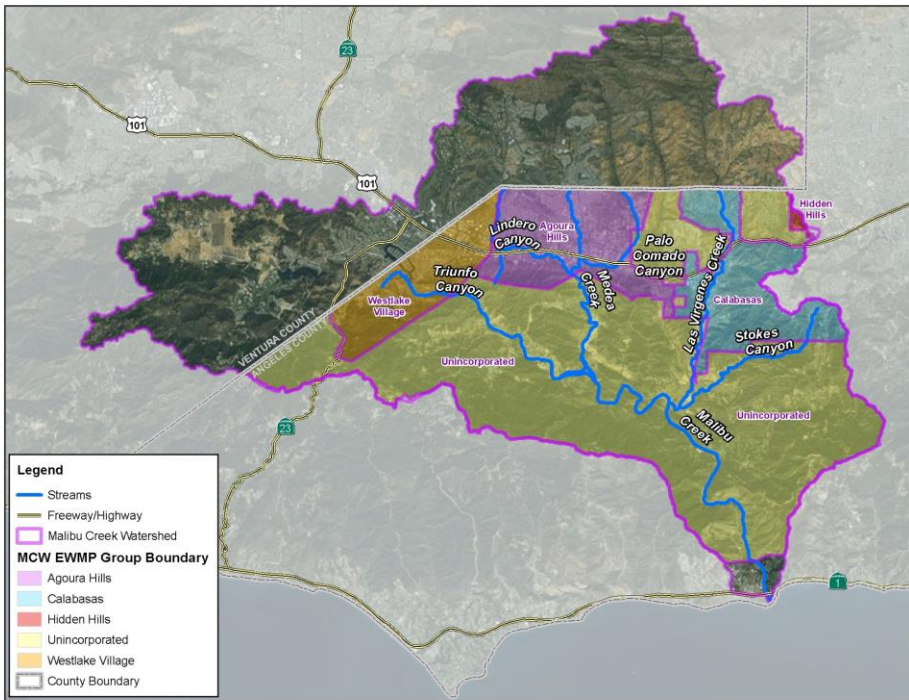 23
101
101
Hidden
Hills
Lindero
Canyon
Agoura
Hills
Palo
Comado
Canyon
Las Virgenes Creek
Triunfo
Canyon
Medea
Creek
Westlake
Village
Calabasas
Stokes
Canyon
VENTURA COUNTY
ANGELES COUNTY
Unincorporated
Unincorporated
Malibu
Creek
23
1
Legend
Streams
Freeway/Highway
Malibu Creek Watershed
MCW EWMP Group Boundary
Agoura Hills
Calabasas
Hidden Hills
Unincorporated
Westlake Village
County Boundary